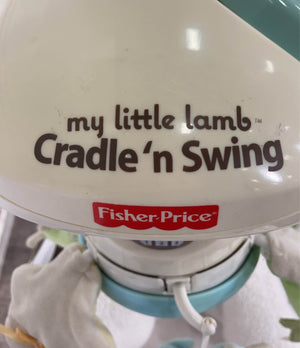 my little lamb™
Cradle 'n Swing
Fisher-Price®